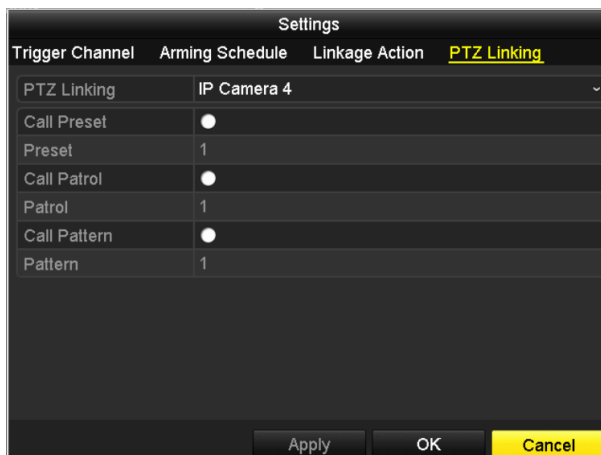 Settings
Trigger Channel Arming Schedule Linkage Action PTZ Linking
PTZ Linking IP Camera 4
Call Preset
Preset 1
Call Patrol
Patrol 1
Call Pattern
Pattern 1
Apply OK Cancel